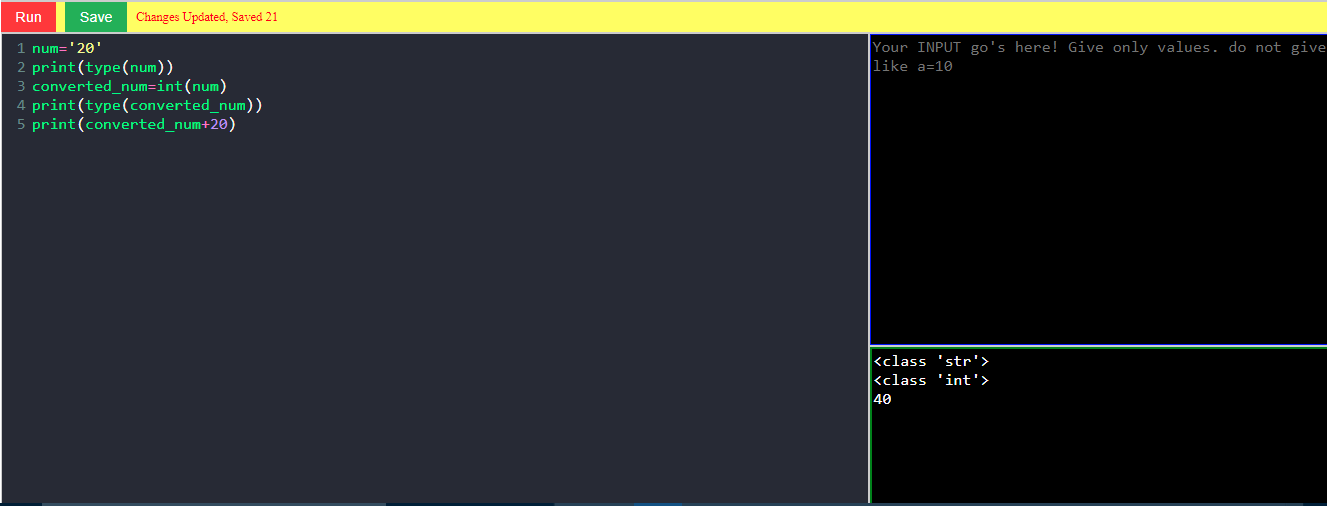 Run Save Changes Updated, Saved 21
1 num='20'
2 print(type(num))
3 converted_num=int(num)
4 print(type(converted_num))
5 print(converted_num+20)
Your INPUT go's here! Give only values. do not give
like a=10
<class 'str'>
<class 'int'>
40